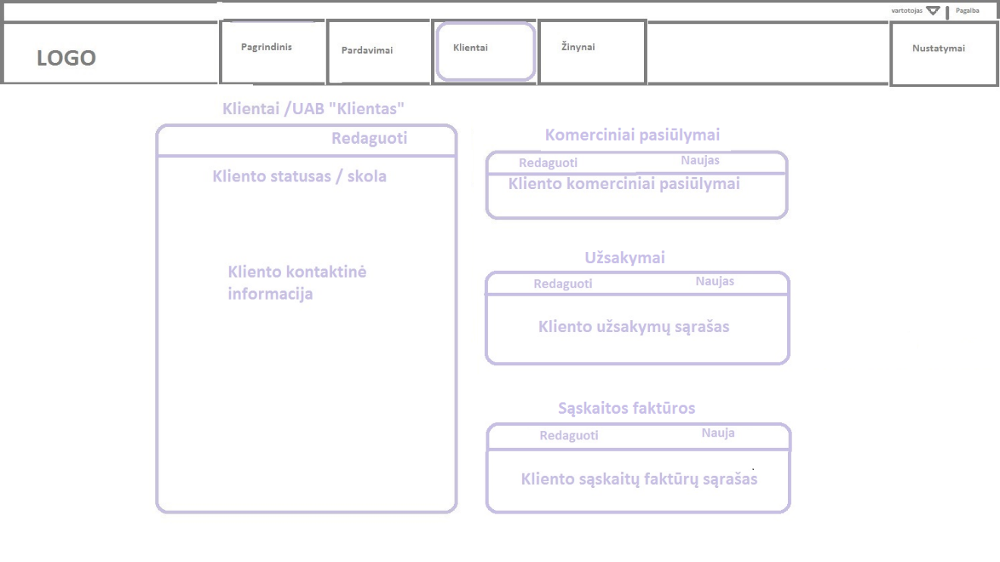 vartotojas
Pagalba
LOGO
Pagrindinis
Pardavimai
Klientai
Žinynai
Nustatymai
Klientai /UAB "Klientas"
Redaguoti
Kliento statusas / skola
Kliento kontaktinė
informacija
Komerciniai pasiūlymai
Redaguoti
Naujas
Kliento komerciniai pasiūlymai
Užsakymai
Redaguoti
Naujas
Kliento užsakymų sąrašas
Sąskaitos faktūros
Redaguoti
Nauja
Kliento sąskaitų faktūrų sąrašas